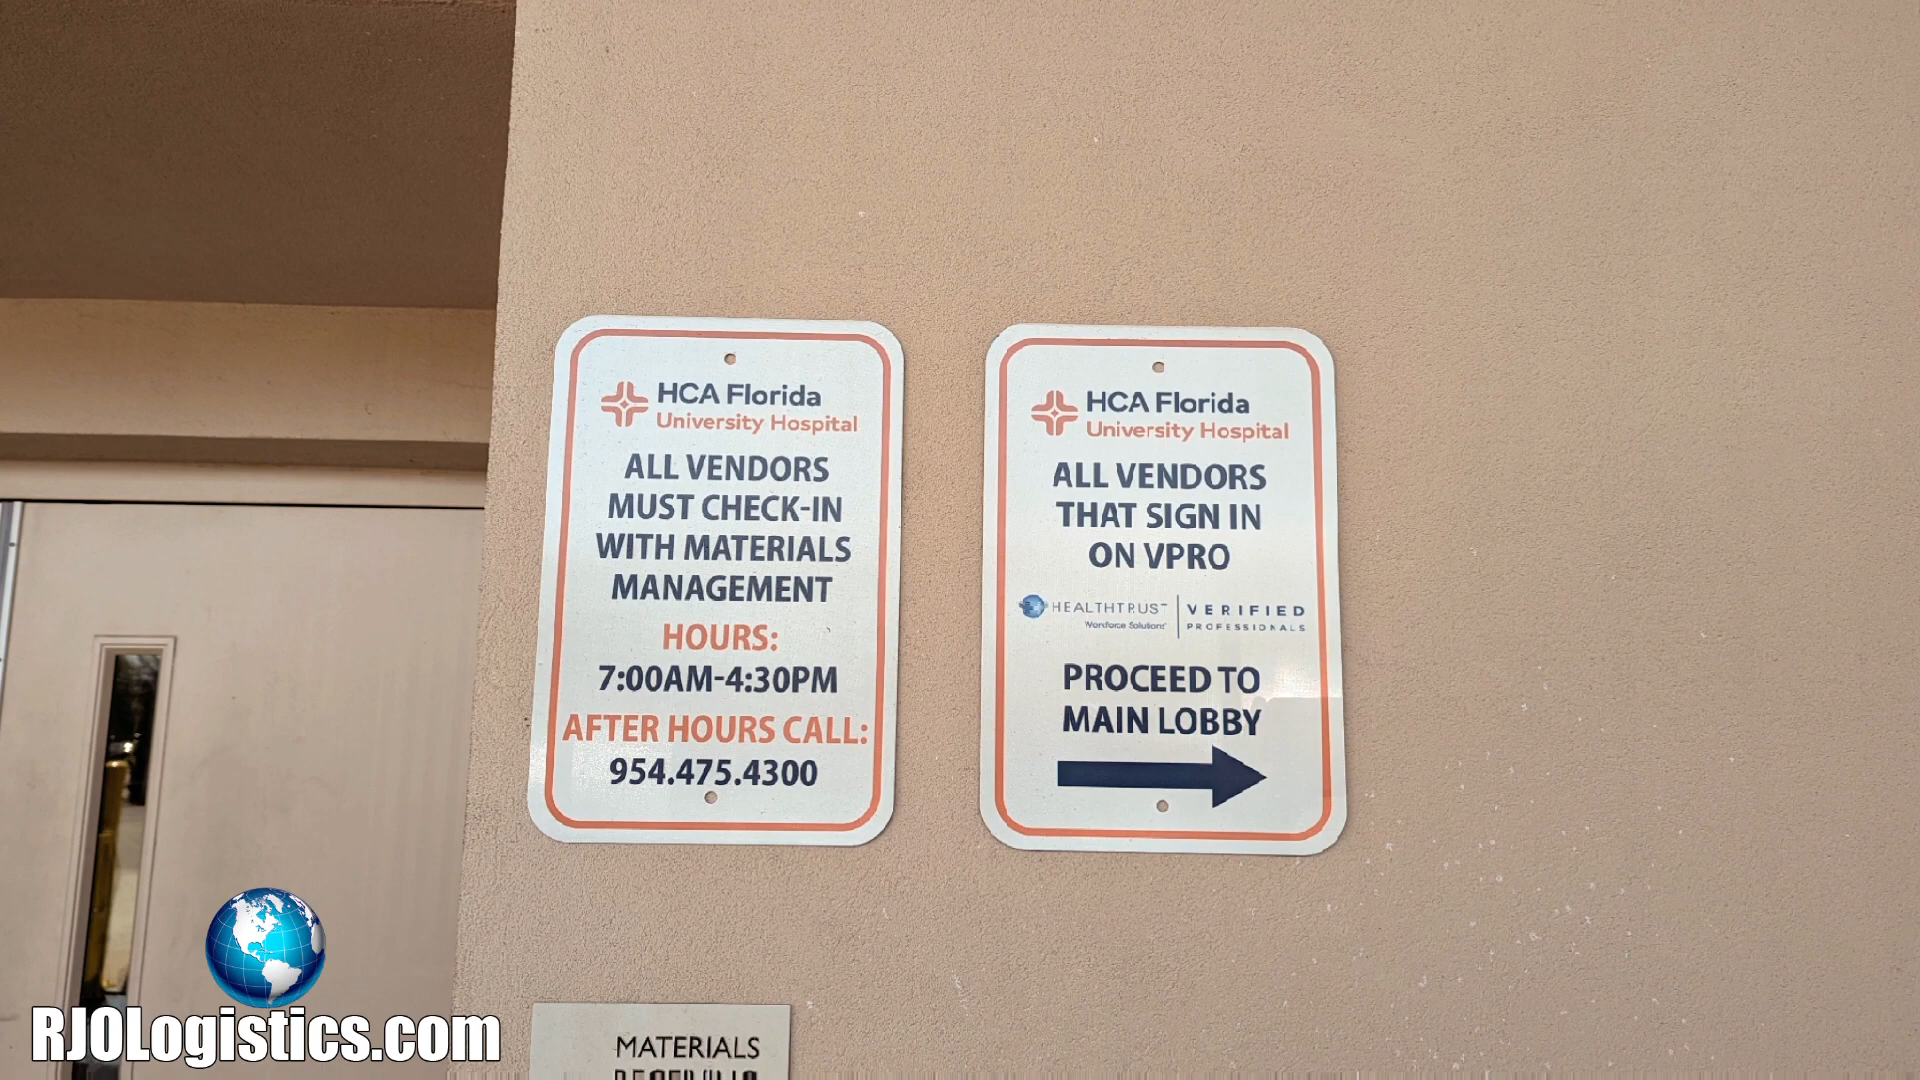 HCA Florida
University Hospital
ALL VENDORS
MUST CHECK-IN
WITH MATERIALS
MANAGEMENT
HOURS:
7:00AM-4:30PM
AFTER HOURS CALL:
954.475.4300
HCA Florida
University Hospital
ALL VENDORS
THAT SIGN IN
ON VPRO
HEALTHTRUST
Workforce Solutions
VERIFIED
PROFESSIONALS
PROCEED TO
MAIN LOBBY
MATERIALS
RJOLogistics.com